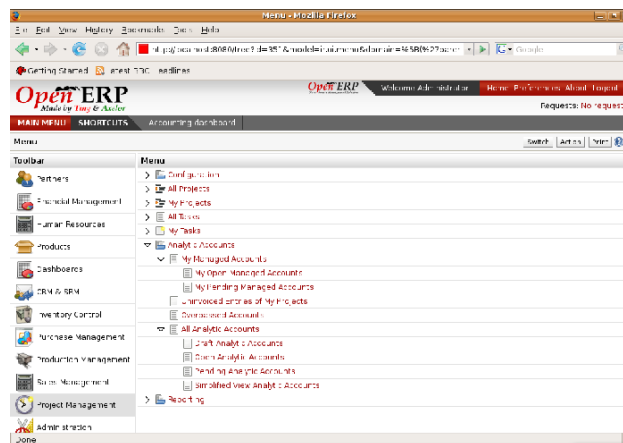 Menu - Mozilla Firefox
File Edit View History Bookmarks Tools Help
Google
Getting Started Latest BBC Headlines
Open ERP
Made by Tiny & Axelor
Open ERP Welcome Administrator Home Preferences About Logout
Requests: No request
MAIN MENU SHORTCUTS Accounting dashboard
Menu
Switch Action Print
Toolbar
Menu
Partners
Financial Management
Human Resources
Products
Dashboards
CRM & SRM
Inventory Control
Purchase Management
Production Management
Sales Management
Project Management
Administration
Configuration
All Projects
My Projects
All Tasks
My Tasks
Analytic Accounts
My Managed Accounts
My Open Managed Accounts
My Pending Managed Accounts
Uninvoiced Entries of My Projects
Overpassed Accounts
All Analytic Accounts
Draft Analytic Accounts
Open Analytic Accounts
Pending Analytic Accounts
Simplified View Analytic Accounts
Reporting
Done